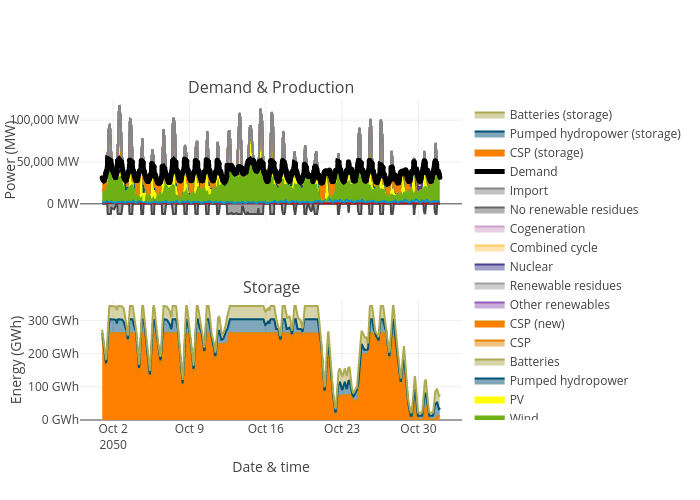 Demand & Production
Power (MW)
100,000 MW
50,000 MW
0 MW
Storage
Energy (GWh)
300 GWh
200 GWh
100 GWh
0 GWh
Oct 2
2050
Oct 9
Oct 16
Oct 23
Oct 30
Date & time
Batteries (storage)
Pumped hydropower (storage)
CSP (storage)
Demand
Import
No renewable residues
Cogeneration
Combined cycle
Nuclear
Renewable residues
Other renewables
CSP (new)
CSP
Batteries
Pumped hydropower
PV
Wind